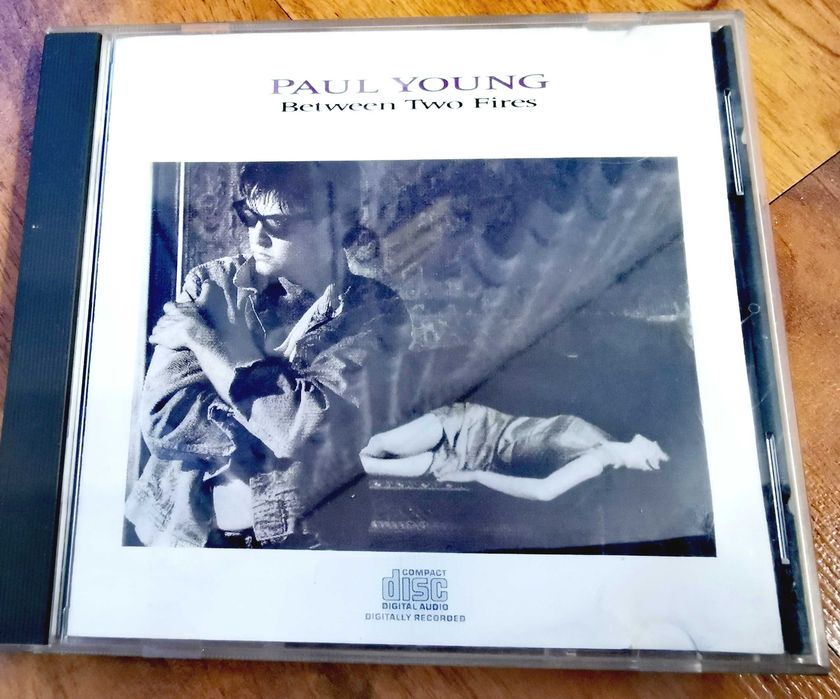 PAUL YOUNG
Between Two Fires
COMPACT
disc
DIGITAL AUDIO
DIGITALLY RECORDED